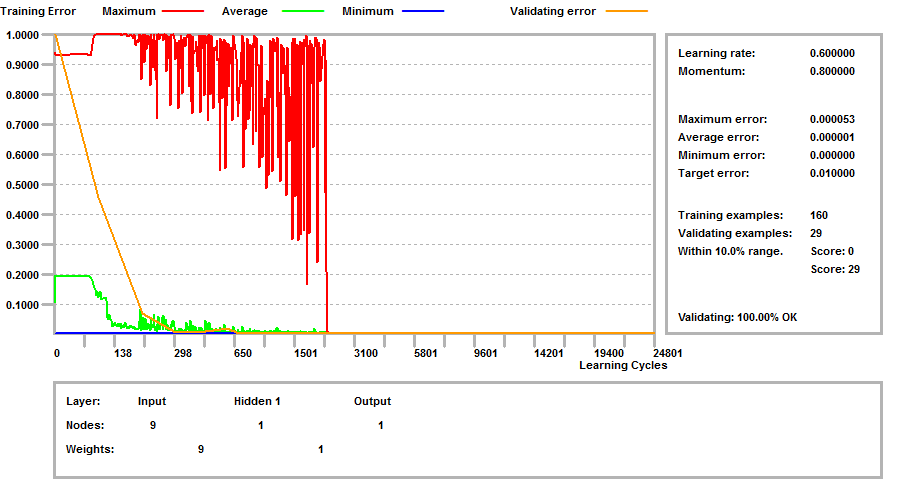 Training Error Maximum Average Minimum Validating error
1.0000
0.9000
0.8000
0.7000
0.6000
0.5000
0.4000
0.3000
0.2000
0.1000
0 138 298 650 1501 3100 5801 9601 14201 19400 24801
Learning Cycles
Learning rate: 0.600000
Momentum: 0.800000
Maximum error: 0.000053
Average error: 0.000001
Minimum error: 0.000000
Target error: 0.010000
Training examples: 160
Validating examples: 29
Within 10.0% range. Score: 0
Score: 29
Validating: 100.00% OK
Layer: Input Hidden 1 Output
Nodes: 9 1 1
Weights: 9 1